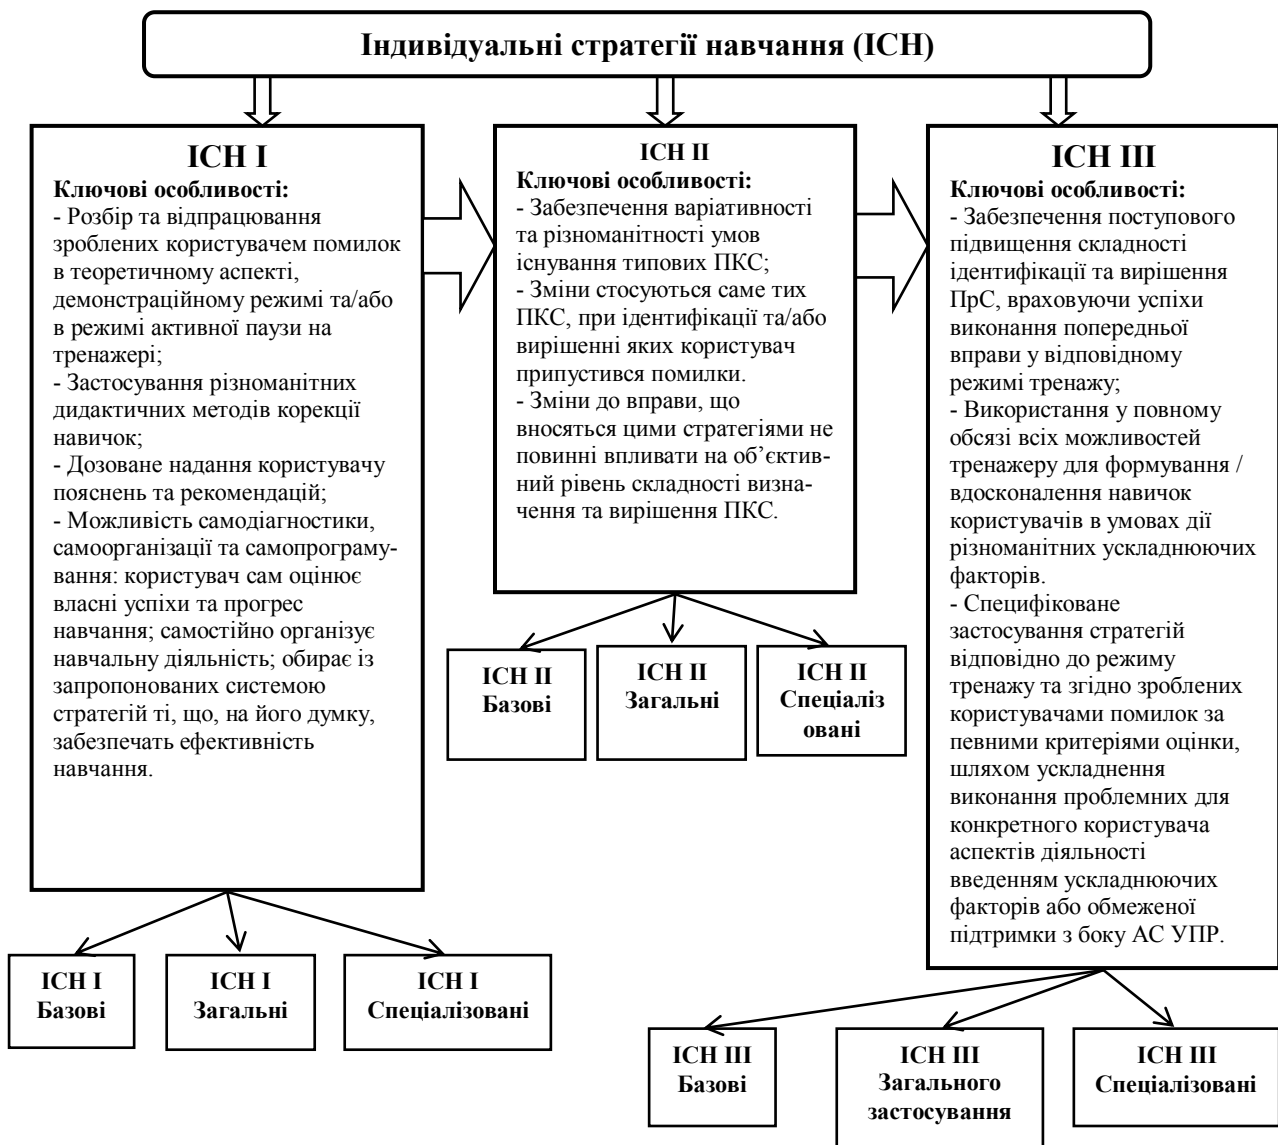 Індивідуальні стратегії навчання (ІСН)
ІСН І
Ключові особливості:
- Розбір та відпрацювання
зроблених користувачем помилок
в теоретичному аспекті,
демонстраційному режимі та/або
в режимі активної паузи на
тренажері;
- Застосування різноманітних
дидактичних методів корекції
навичок;
- Дозоване надання користувачу
пояснень та рекомендацій;
- Можливість самодіагностики,
самоорганізації та самопрограму-
вання: користувач сам оцінює
власні успіхи та прогрес
навчання; самостійно організує
навчальну діяльність; обирає із
запропонованих системою
стратегій ті, що, на його думку,
забезпечать ефективність
навчання.
ІСН ІІ
Ключові особливості:
- Забезпечення варіативності
та різноманітності умов
існування типових ПКС;
- Зміни стосуються саме тих
ПКС, при ідентифікації та/або
вирішенні яких користувач
припустився помилки.
- Зміни до вправи, що
вносяться цими стратегіями не
повинні впливати на об’єктив-
ний рівень складності визна-
чення та вирішення ПКС.
ІСН ІІІ
Ключові особливості:
- Забезпечення поступового
підвищення складності
ідентифікації та вирішення
ПрС, враховуючи успіхи
виконання попередньої
вправи у відповідному
режимі тренажу;
- Використання у повному
обсязі всіх можливостей
тренажеру для формування /
вдосконалення навичок
користувачів в умовах дії
різноманітних ускладнюючих
факторів.
- Специфіковане
застосування стратегій
відповідно до режиму
тренажу та згідно зроблених
користувачами помилок за
певними критеріями оцінки,
шляхом ускладнення
виконання проблемних для
конкретного користувача
аспектів діяльності
введенням ускладнюючих
факторів або обмеженої
підтримки з боку АС УПР.
ІСН І
Базові
ІСН І
Загальні
ІСН І
Спеціалізовані
ІСН ІІ
Базові
ІСН ІІ
Загальні
ІСН ІІ
Спеціаліз
овані
ІСН ІІІ
Базові
ІСН ІІІ
Загального
застосування
ІСН ІІІ
Спеціалізовані